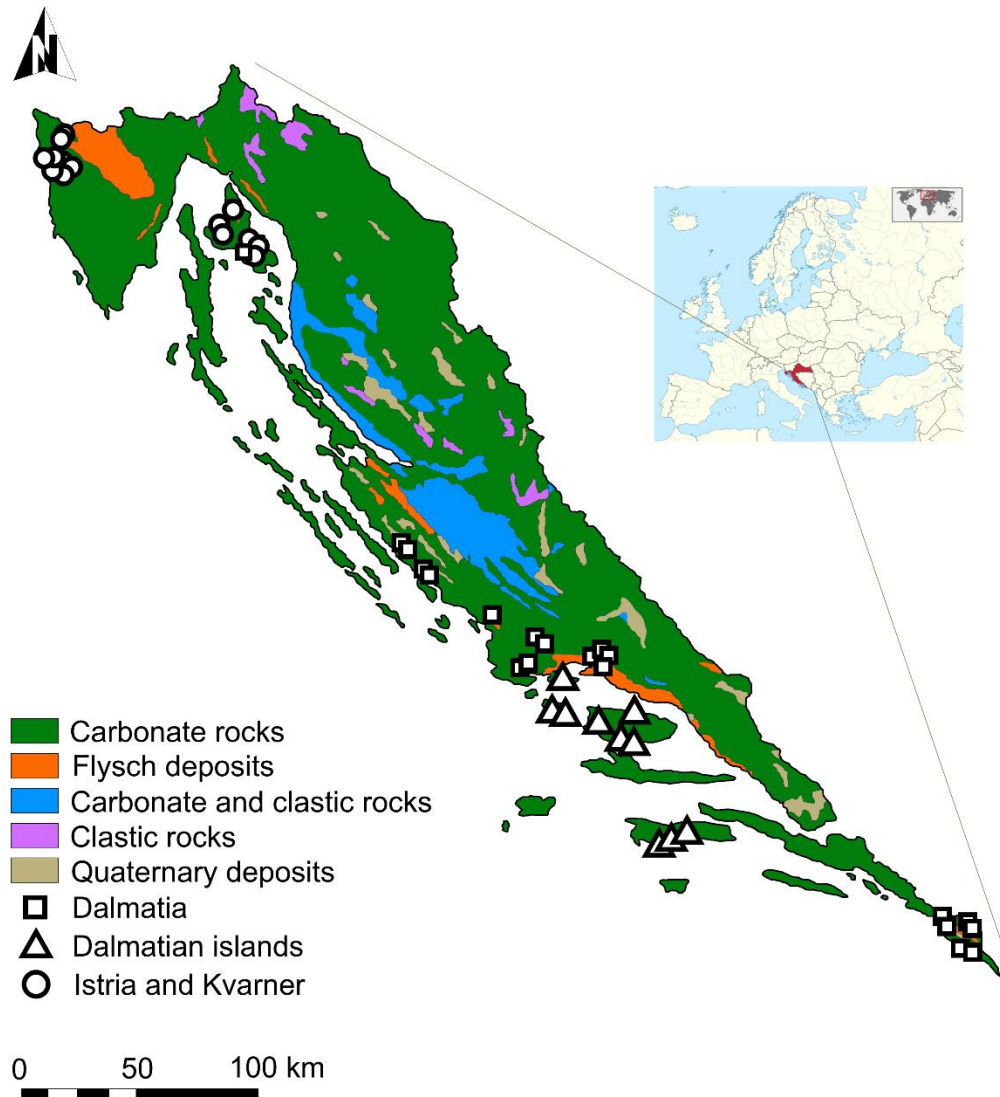 N
Carbonate rocks
Flysch deposits
Carbonate and clastic rocks
Clastic rocks
Quaternary deposits
Dalmatia
Dalmatian islands
Istria and Kvarner
0 50 100 km